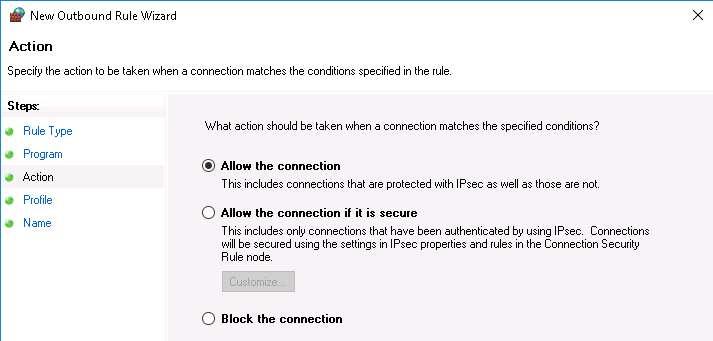 New Outbound Rule Wizard
Action
Specify the action to be taken when a connection matches the conditions specified in the rule.
Steps:
Rule Type
Program
Action
Profile
Name
What action should be taken when a connection matches the specified conditions?
Allow the connection
This includes connections that are protected with IPsec as well as those are not.
Allow the connection if it is secure
This includes only connections that have been authenticated by using IPsec. Connections
will be secured using the settings in IPsec properties and rules in the Connection Security
Rule node.
Customize...
Block the connection